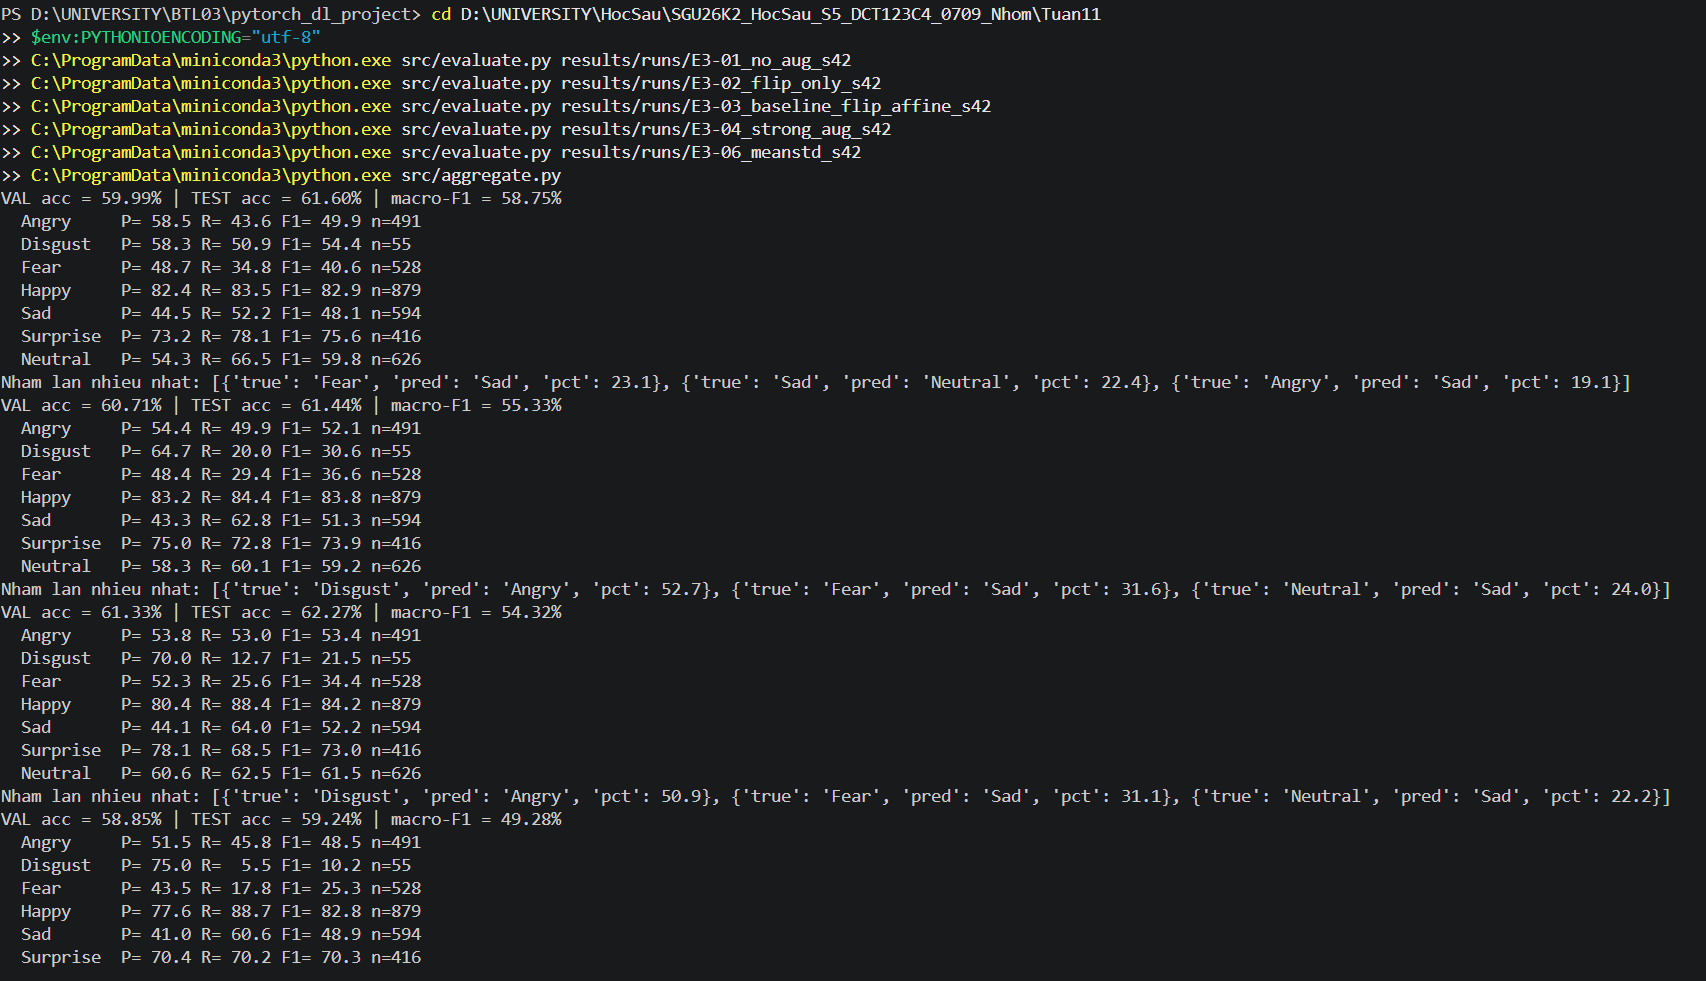 PS D:\UNIVERSITY\BTL03\pytorch_dl_project> cd D:\UNIVERSITY\HocSau\SGU26K2_HocSau_S5_DCT123C4_0709_Nhom\Tuan11
>> $env:PYTHONIOENCODING="utf-8"
>> C:\ProgramData\miniconda3\python.exe src/evaluate.py results/runs/E3-01_no_aug_s42
>> C:\ProgramData\miniconda3\python.exe src/evaluate.py results/runs/E3-02_flip_only_s42
>> C:\ProgramData\miniconda3\python.exe src/evaluate.py results/runs/E3-03_baseline_flip_affine_s42
>> C:\ProgramData\miniconda3\python.exe src/evaluate.py results/runs/E3-04_strong_aug_s42
>> C:\ProgramData\miniconda3\python.exe src/evaluate.py results/runs/E3-06_meanstd_s42
>> C:\ProgramData\miniconda3\python.exe src/aggregate.py
VAL acc = 59.99% | TEST acc = 61.60% | macro-F1 = 58.75%
  Angry     P= 58.5 R= 43.6 F1= 49.9 n=491
  Disgust   P= 58.3 R= 50.9 F1= 54.4 n=55
  Fear      P= 48.7 R= 34.8 F1= 40.6 n=528
  Happy     P= 82.4 R= 83.5 F1= 82.9 n=879
  Sad       P= 44.5 R= 52.2 F1= 48.1 n=594
  Surprise  P= 73.2 R= 78.1 F1= 75.6 n=416
  Neutral   P= 54.3 R= 66.5 F1= 59.8 n=626
Nham lan nhieu nhat: [{'true': 'Fear', 'pred': 'Sad', 'pct': 23.1}, {'true': 'Sad', 'pred': 'Neutral', 'pct': 22.4}, {'true': 'Angry', 'pred': 'Sad', 'pct': 19.1}]
VAL acc = 60.71% | TEST acc = 61.44% | macro-F1 = 55.33%
  Angry     P= 54.4 R= 49.9 F1= 52.1 n=491
  Disgust   P= 64.7 R= 20.0 F1= 30.6 n=55
  Fear      P= 48.4 R= 29.4 F1= 36.6 n=528
  Happy     P= 83.2 R= 84.4 F1= 83.8 n=879
  Sad       P= 43.3 R= 62.8 F1= 51.3 n=594
  Surprise  P= 75.0 R= 72.8 F1= 73.9 n=416
  Neutral   P= 58.3 R= 60.1 F1= 59.2 n=626
Nham lan nhieu nhat: [{'true': 'Disgust', 'pred': 'Angry', 'pct': 52.7}, {'true': 'Fear', 'pred': 'Sad', 'pct': 31.6}, {'true': 'Neutral', 'pred': 'Sad', 'pct': 24.0}]
VAL acc = 61.33% | TEST acc = 62.27% | macro-F1 = 54.32%
  Angry     P= 53.8 R= 53.0 F1= 53.4 n=491
  Disgust   P= 70.0 R= 12.7 F1= 21.5 n=55
  Fear      P= 52.3 R= 25.6 F1= 34.4 n=528
  Happy     P= 80.4 R= 88.4 F1= 84.2 n=879
  Sad       P= 44.1 R= 64.0 F1= 52.2 n=594
  Surprise  P= 78.1 R= 68.5 F1= 73.0 n=416
  Neutral   P= 60.6 R= 62.5 F1= 61.5 n=626
Nham lan nhieu nhat: [{'true': 'Disgust', 'pred': 'Angry', 'pct': 50.9}, {'true': 'Fear', 'pred': 'Sad', 'pct': 31.1}, {'true': 'Neutral', 'pred': 'Sad', 'pct': 22.2}]
VAL acc = 58.85% | TEST acc = 59.24% | macro-F1 = 49.28%
  Angry     P= 51.5 R= 45.8 F1= 48.5 n=491
  Disgust   P= 75.0 R=  5.5 F1= 10.2 n=55
  Fear      P= 43.5 R= 17.8 F1= 25.3 n=528
  Happy     P= 77.6 R= 88.7 F1= 82.8 n=879
  Sad       P= 41.0 R= 60.6 F1= 48.9 n=594
  Surprise  P= 70.4 R= 70.2 F1= 70.3 n=416